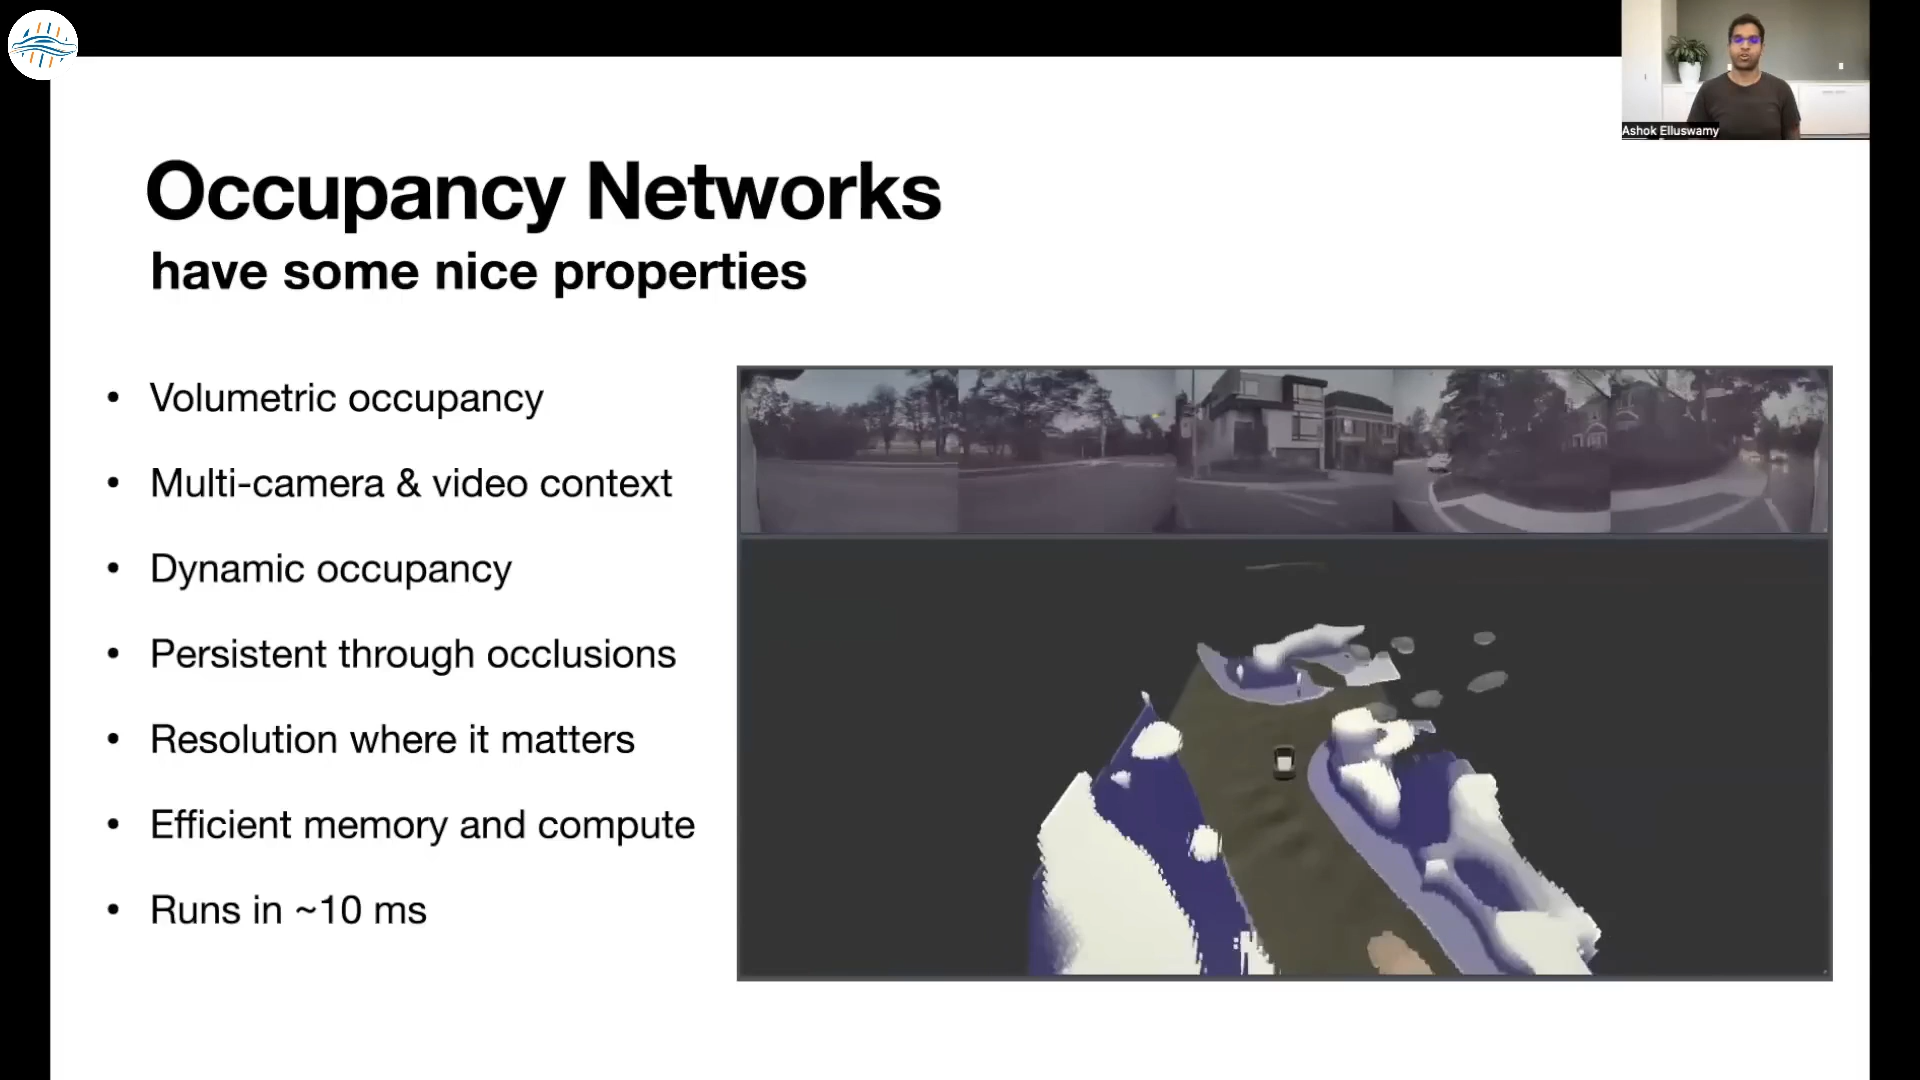 Ashok Elluswamy
Occupancy Networks
have some nice properties
• Volumetric occupancy
• Multi-camera & video context
• Dynamic occupancy
• Persistent through occlusions
• Resolution where it matters
• Efficient memory and compute
• Runs in ~10 ms